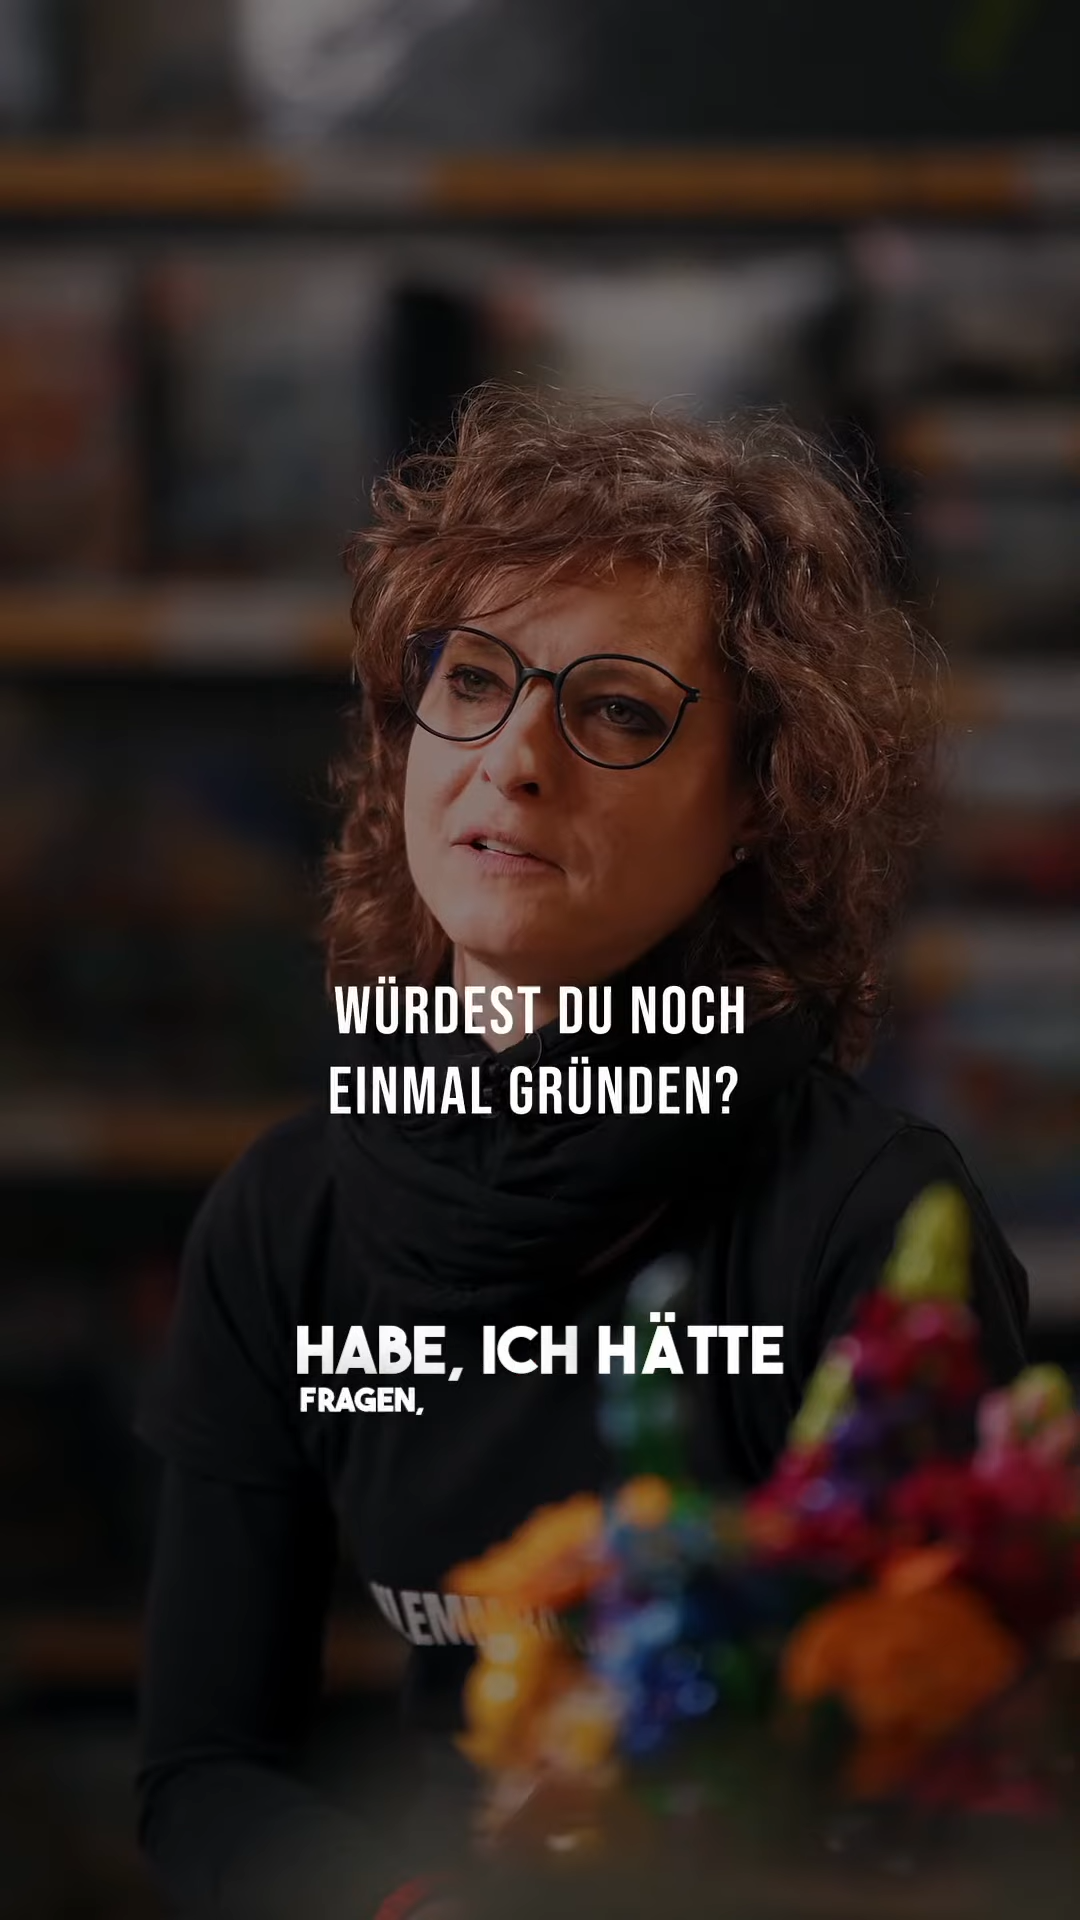 WÜRDEST DU NOCH
EINMAL GRÜNDEN?
HABE, ICH HÄTTE
FRAGEN,